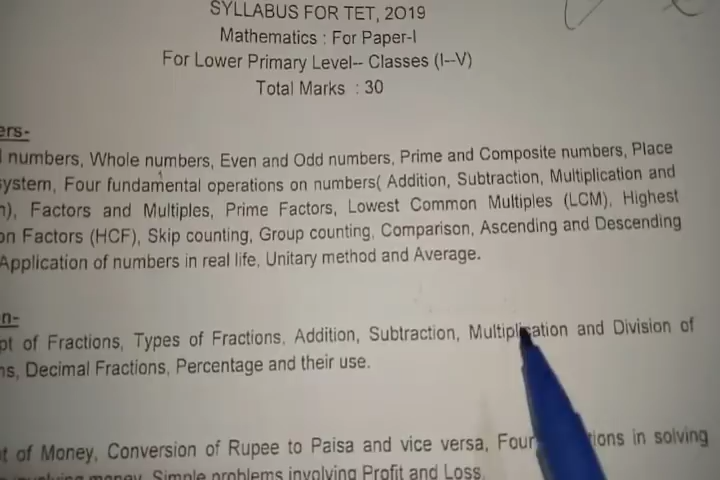 SYLLABUS FOR TET, 2019
Mathematics : For Paper-I
For Lower Primary Level-- Classes (I--V)
Total Marks : 30
ers-
numbers, Whole numbers, Even and Odd numbers, Prime and Composite numbers, Place
ystem, Four fundamental operations on numbers( Addition, Subtraction, Multiplication and
n), Factors and Multiples, Prime Factors, Lowest Common Multiples (LCM), Highest
on Factors (HCF), Skip counting, Group counting, Comparison, Ascending and Descending
Application of numbers in real life, Unitary method and Average.
on-
pt of Fractions, Types of Fractions, Addition, Subtraction, Multiplication and Division of
ns, Decimal Fractions, Percentage and their use.
t of Money, Conversion of Rupee to Paisa and vice versa, Four tions in solving
money, Simple problems involving Profit and Loss